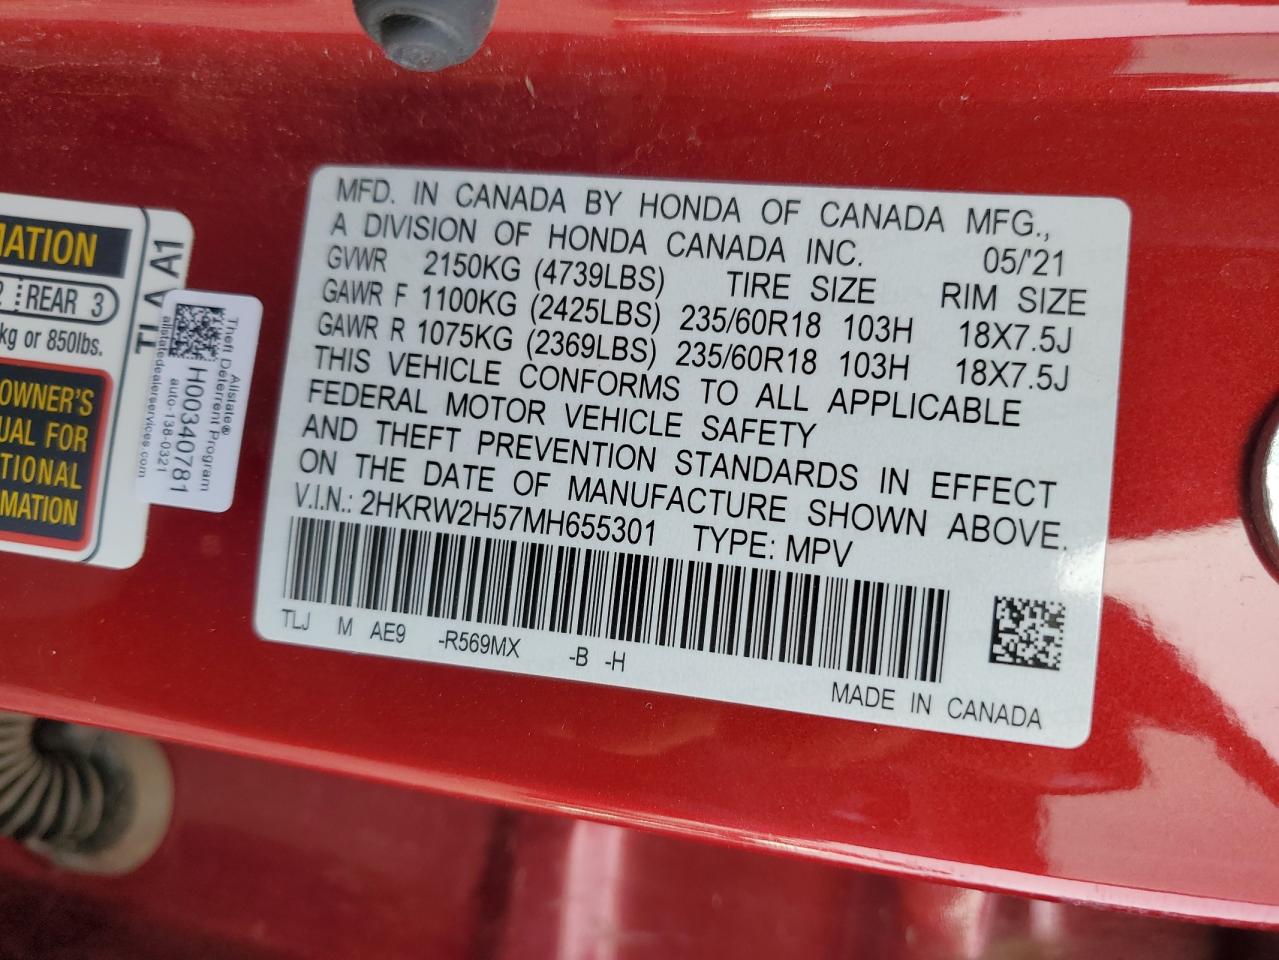 MFD. IN CANADA BY HONDA OF CANADA MFG.,
A DIVISION OF HONDA CANADA INC. 05/'21
GVWR 2150KG (4739LBS) TIRE SIZE RIM SIZE
GAWR F 1100KG (2425LBS) 235/60R18 103H 18X7.5J
GAWR R 1075KG (2369LBS) 235/60R18 103H 18X7.5J
THIS VEHICLE CONFORMS TO ALL APPLICABLE
FEDERAL MOTOR VEHICLE SAFETY
AND THEFT PREVENTION STANDARDS IN EFFECT
ON THE DATE OF MANUFACTURE SHOWN ABOVE.
V.I.N.: 2HKRW2H57MH655301 TYPE: MPV
TLJ M AE9 -R569MX -B -H
MADE IN CANADA
MATION
2 REAR 3
kg or 850lbs.
OWNER'S
UAL FOR
TIONAL
MATION
A1
Allstate®
Theft Deterrent Program
H00340781
auto-138-0321
allstatedealerservices.com